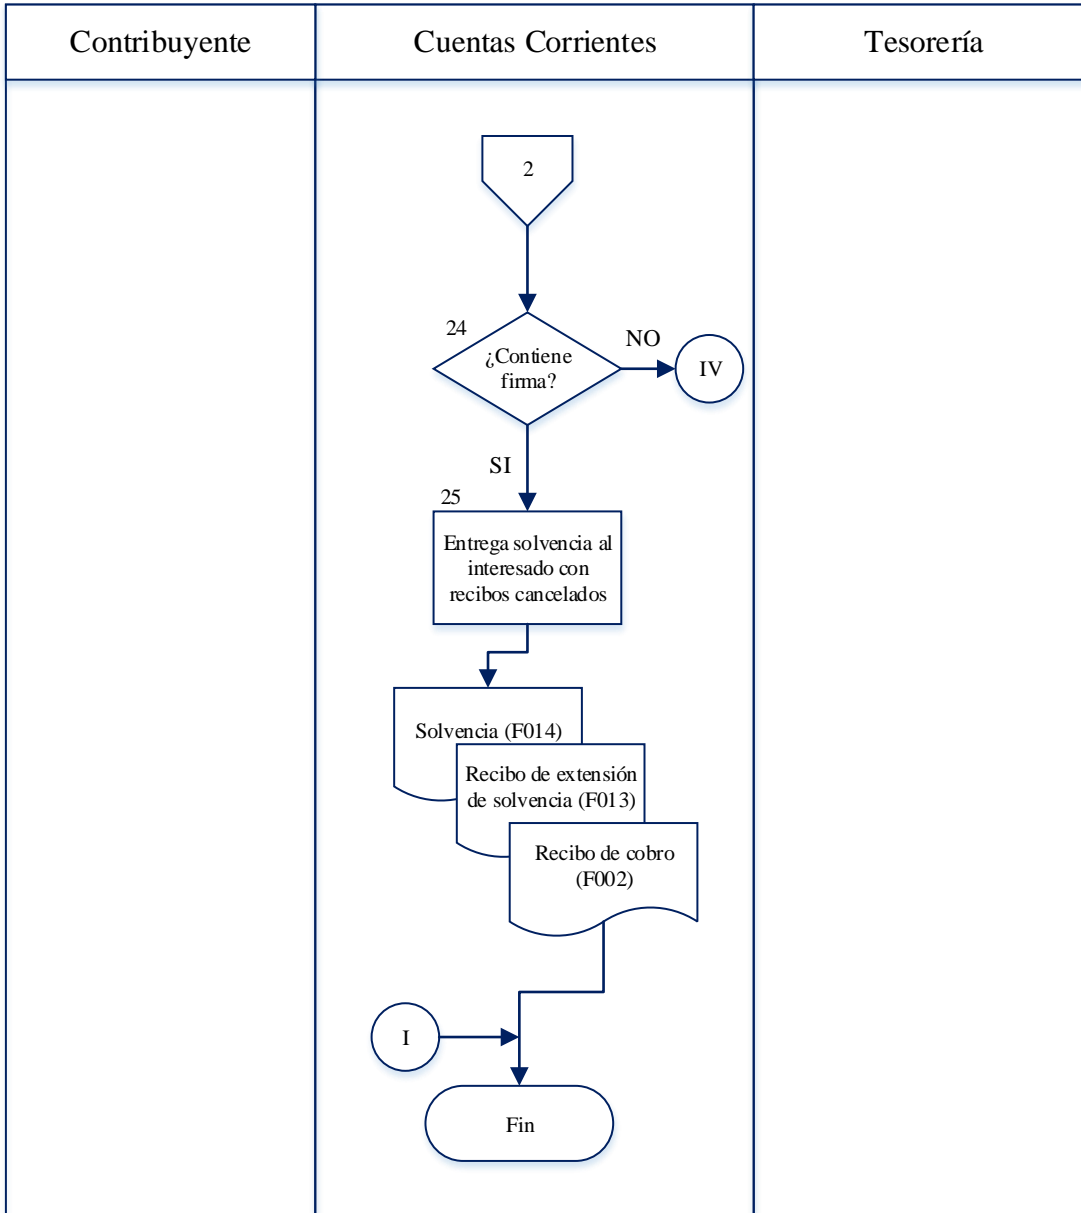 Contribuyente
Cuentas Corrientes
Tesorería
2
24
¿Contiene
firma?
NO
IV
SI
25
Entrega solvencia al
interesado con
recibos cancelados
Solvencia (F014)
Recibo de extensión
de solvencia (F013)
Recibo de cobro
(F002)
I
Fin